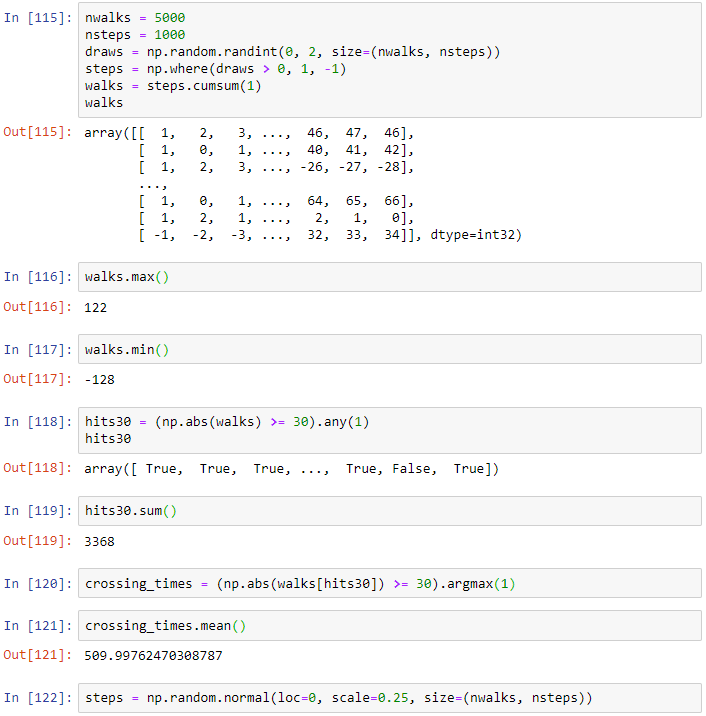 In [115]: nwalks = 5000
nsteps = 1000
draws = np.random.randint(0, 2, size=(nwalks, nsteps))
steps = np.where(draws > 0, 1, -1)
walks = steps.cumsum(1)
walks
Out[115]: array([[  1,   2,   3, ...,  46,  47,  46],
       [  1,   0,   1, ...,  40,  41,  42],
       [  1,   2,   3, ..., -26, -27, -28],
       ...,
       [  1,   0,   1, ...,  64,  65,  66],
       [  1,   2,   1, ...,   2,   1,   0],
       [ -1,  -2,  -3, ...,  32,  33,  34]], dtype=int32)
In [116]: walks.max()
Out[116]: 122
In [117]: walks.min()
Out[117]: -128
In [118]: hits30 = (np.abs(walks) >= 30).any(1)
hits30
Out[118]: array([ True,  True,  True, ...,  True, False,  True])
In [119]: hits30.sum()
Out[119]: 3368
In [120]: crossing_times = (np.abs(walks[hits30]) >= 30).argmax(1)
In [121]: crossing_times.mean()
Out[121]: 509.99762470308787
In [122]: steps = np.random.normal(loc=0, scale=0.25, size=(nwalks, nsteps))